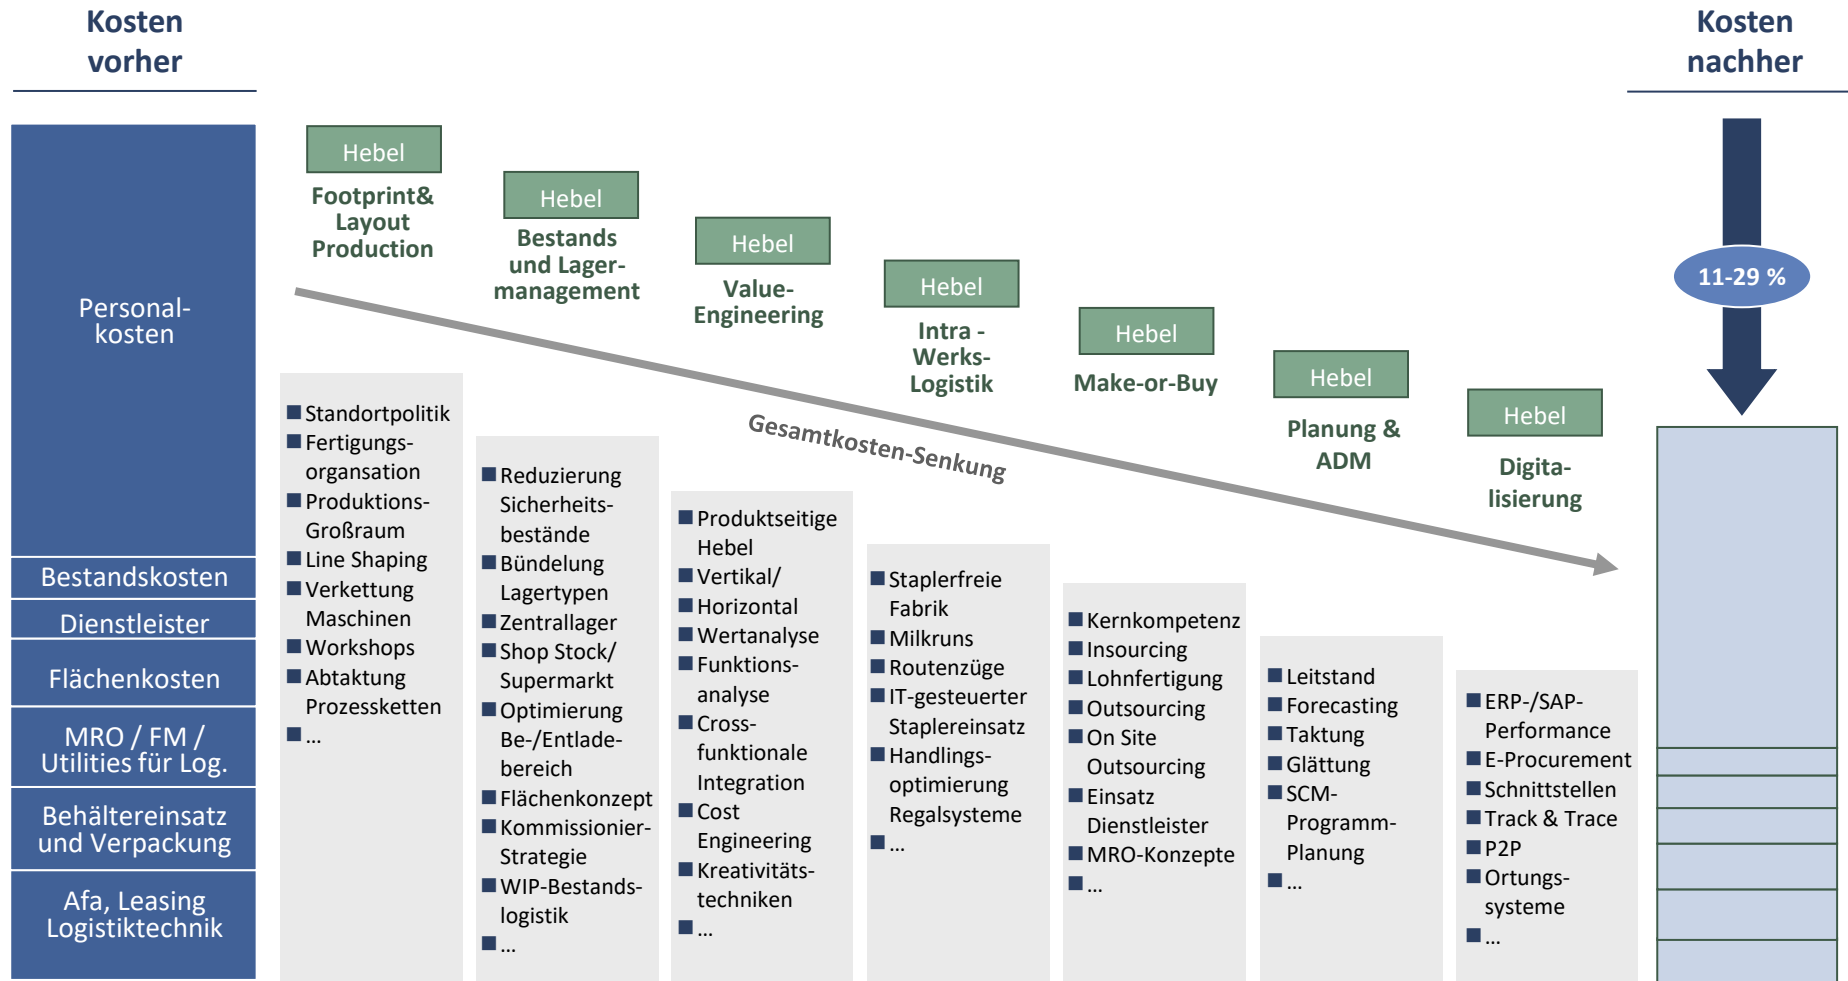 Kosten
vorher
Kosten
nachher
Personal-
kosten
Bestandskosten
Dienstleister
Flächenkosten
MRO / FM /
Utilities für Log.
Behältereinsatz
und Verpackung
Afa, Leasing
Logistiktechnik
Hebel
Footprint&
Layout
Production
Standortpolitik
Fertigungs-
organsation
Produktions-
Großraum
Line Shaping
Verkettung
Maschinen
Workshops
Abtaktung
Prozessketten
...
Hebel
Bestands
und Lager-
management
Reduzierung
Sicherheits-
bestände
Bündelung
Lagertypen
Zentrallager
Shop Stock/
Supermarkt
Optimierung
Be-/Entlade-
bereich
Flächenkonzept
Kommissionier-
Strategie
WIP-Bestands-
logistik
...
Hebel
Value-
Engineering
Produktseitige
Hebel
Vertikal/
Horizontal
Wertanalyse
Funktions-
analyse
Cross-
funktionale
Integration
Cost
Engineering
Kreativitäts-
techniken
...
Hebel
Intra -
Werks-
Logistik
Staplerfreie
Fabrik
Milkruns
Routenzüge
IT-gesteuerter
Staplereinsatz
Handlings-
optimierung
Regalsysteme
...
Hebel
Make-or-Buy
Kernkompetenz
Insourcing
Lohnfertigung
Outsourcing
On Site
Outsourcing
Einsatz
Dienstleister
MRO-Konzepte
...
Hebel
Planung &
ADM
Leitstand
Forecasting
Taktung
Glättung
SCM-
Programm-
Planung
...
Hebel
Digita-
lisierung
ERP-/SAP-
Performance
E-Procurement
Schnittstellen
Track & Trace
P2P
Ortungs-
systeme
...
Gesamtkosten-Senkung
11-29 %